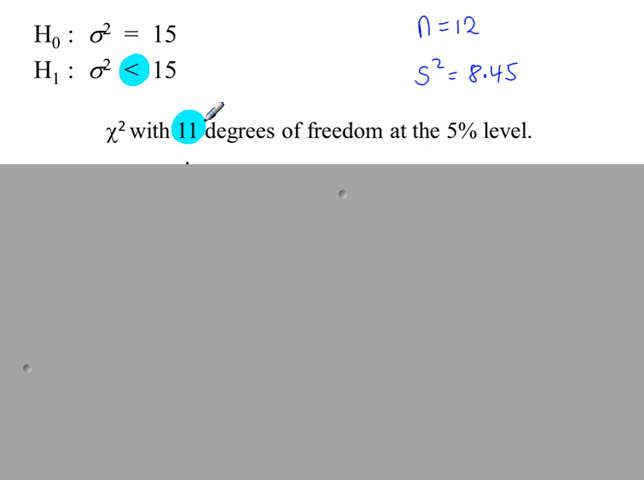 H₀ : σ² = 15
n = 12
H₁ : σ² < 15
s² = 8.45
χ² with 11 degrees of freedom at the 5% level.